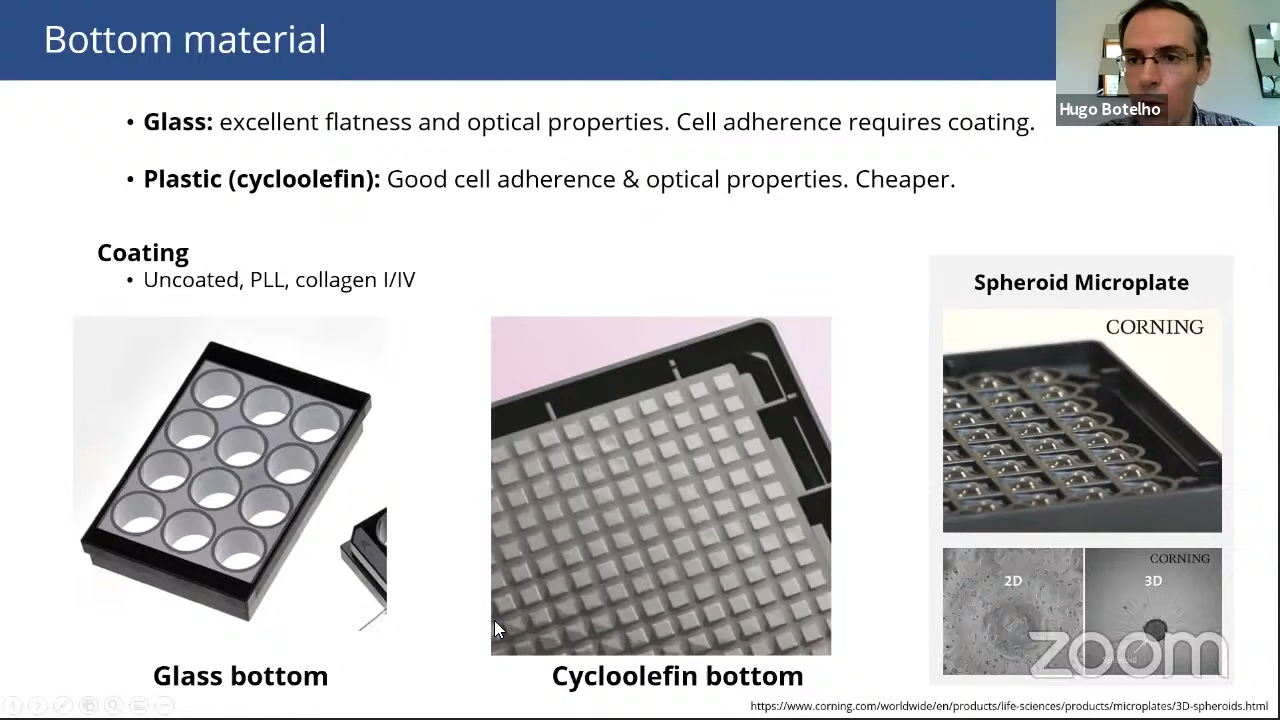 Bottom material
Hugo Botelho
• Glass: excellent flatness and optical properties. Cell adherence requires coating.
• Plastic (cycloolefin): Good cell adherence & optical properties. Cheaper.
Coating
• Uncoated, PLL, collagen I/IV
Spheroid Microplate
CORNING
CORNING
2D
3D
zoom
Glass bottom
Cycloolefin bottom
https://www.corning.com/worldwide/en/products/life-sciences/products/microplates/3D-spheroids.html